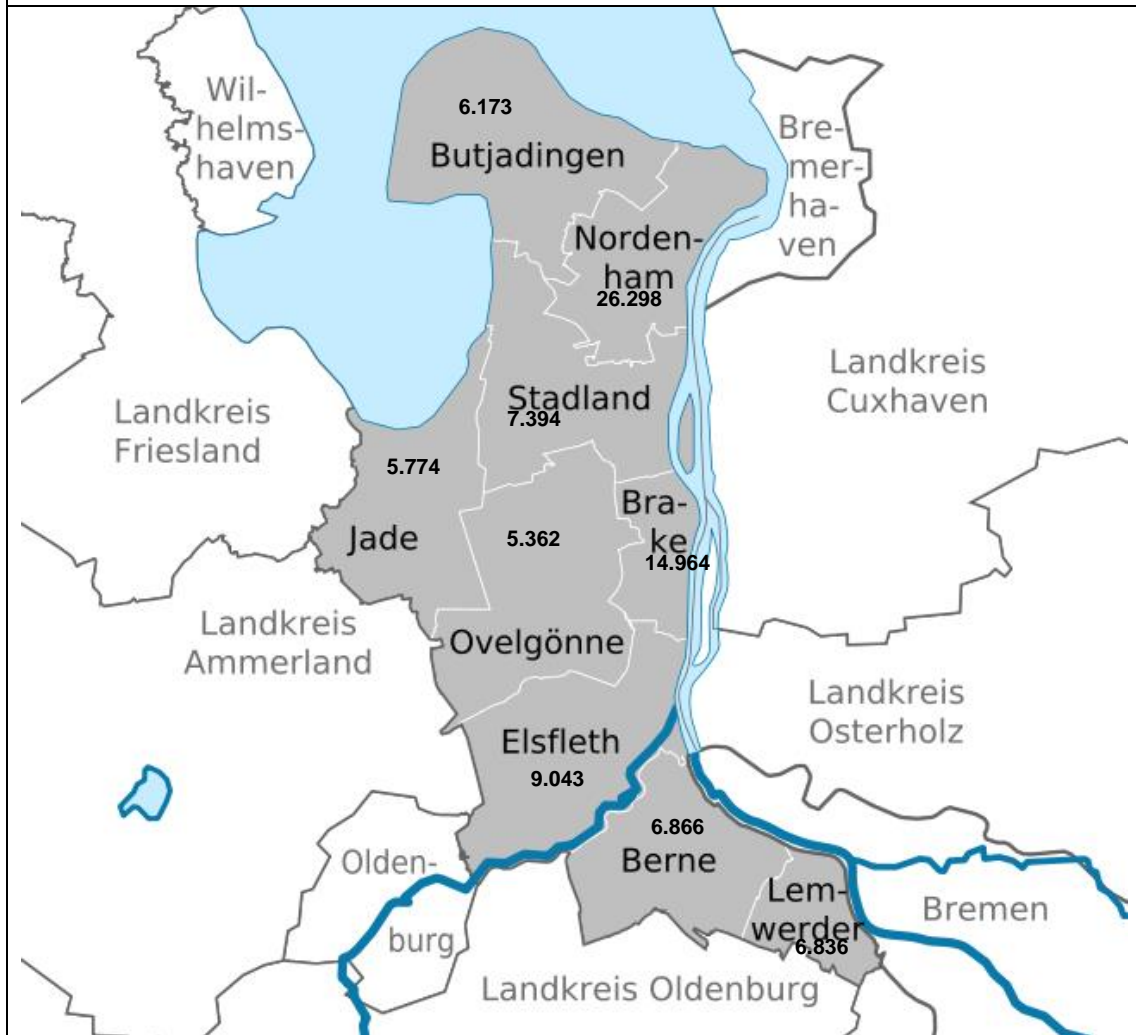 Wil-
helms-
haven
6.173
Butjadingen
Bre-
mer-
ha-
ven
Norden-
ham
26.298
Landkreis
Cuxhaven
Stadland
7.394
Landkreis
Friesland
5.774
Jade
5.362
Bra-
ke
14.964
Landkreis
Ammerland
Ovelgönne
Landkreis
Osterholz
Elsfleth
9.043
6.866
Berne
Olden-
burg
Lem-
werder
6.836
Bremen
Landkreis Oldenburg